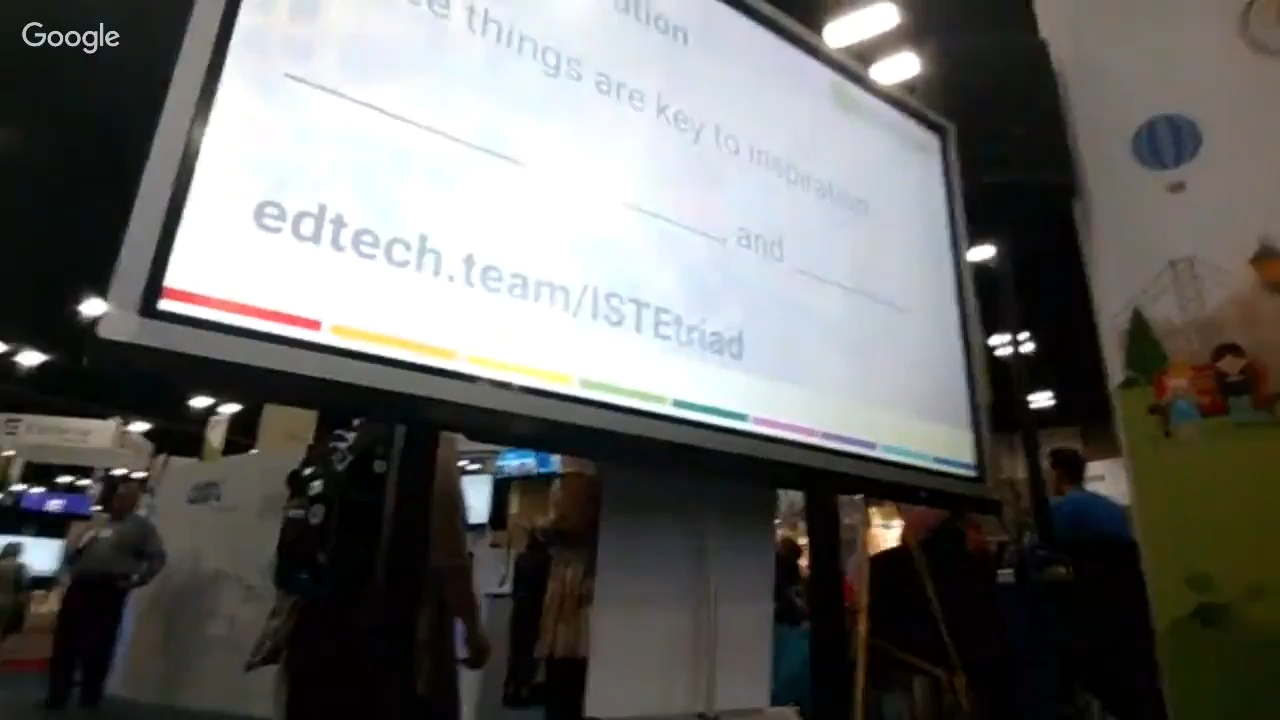 Google
things are key to inspiration
, and
edtech.team/ISTEtriad